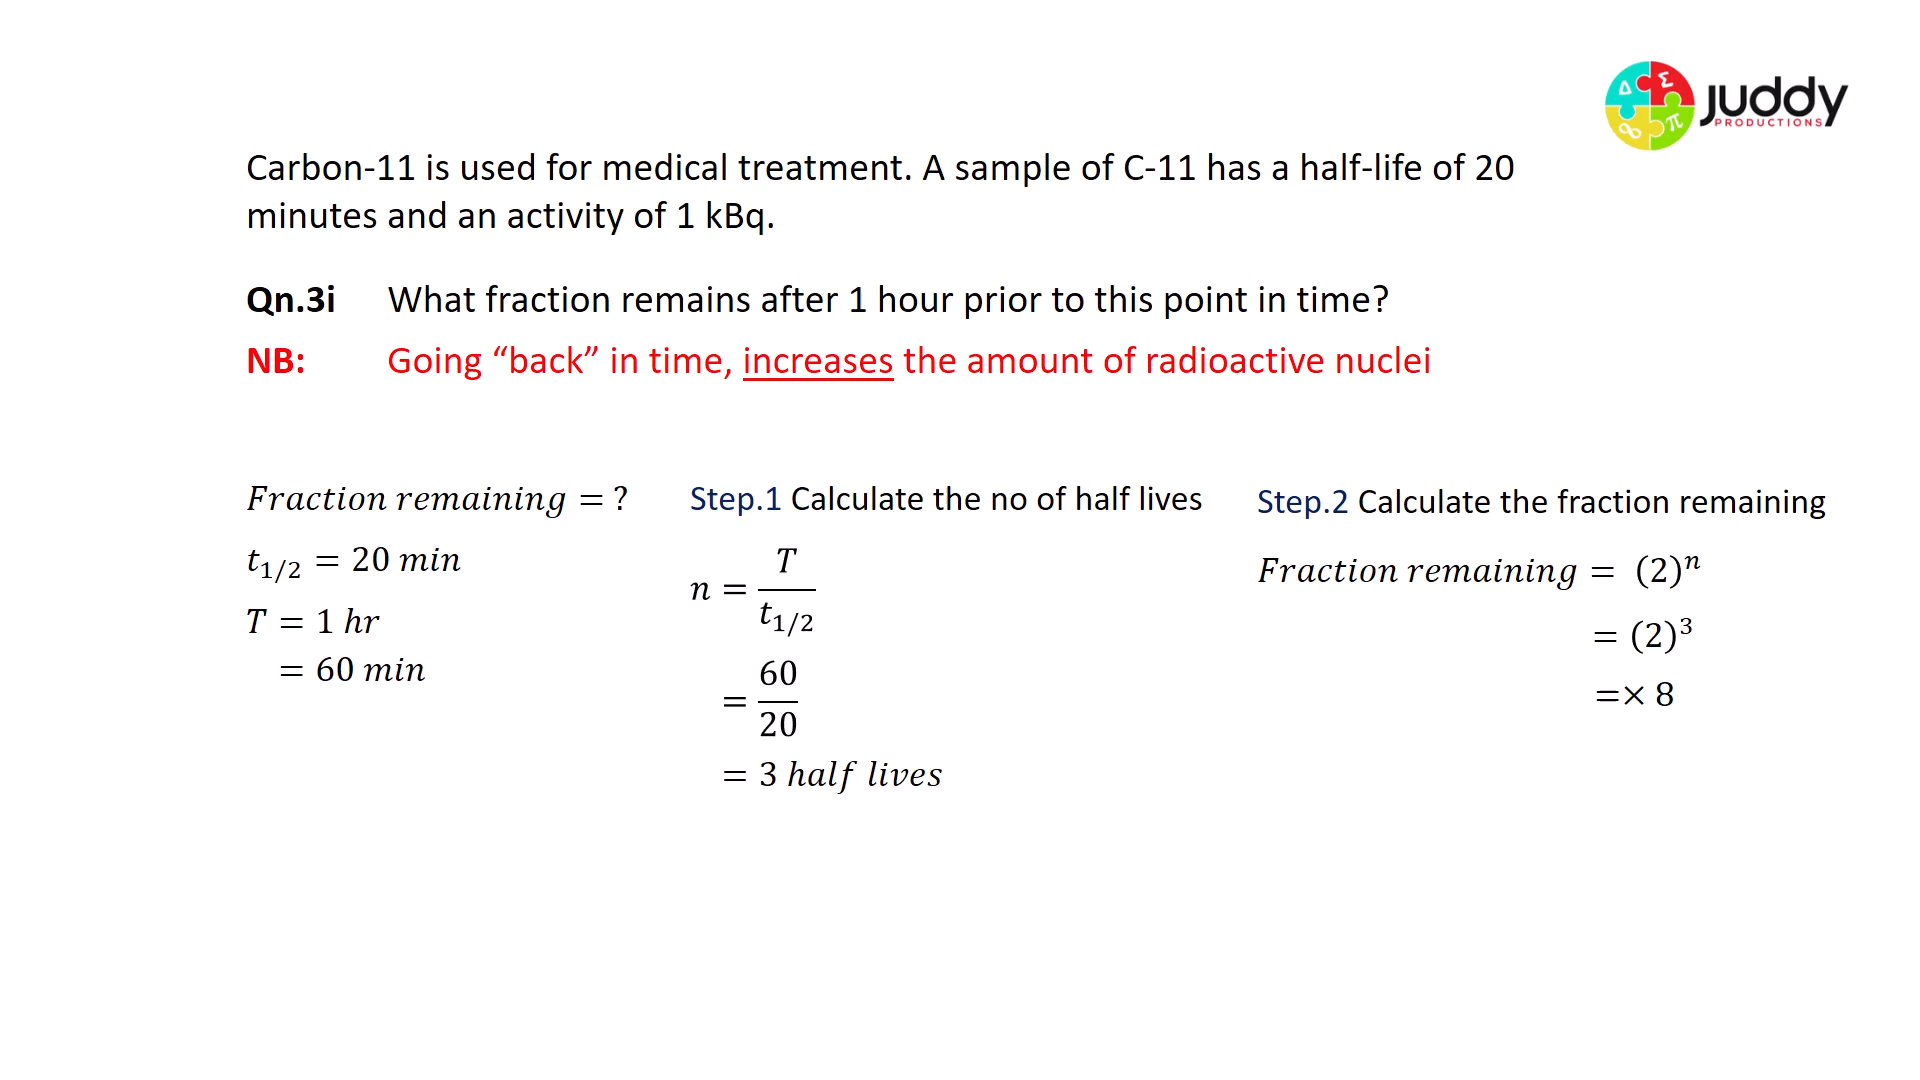 Δ Σ ∞ π
juddy
PRODUCTIONS
Carbon-11 is used for medical treatment. A sample of C-11 has a half-life of 20
minutes and an activity of 1 kBq.
Qn.3i What fraction remains after 1 hour prior to this point in time?
NB: Going “back” in time, increases the amount of radioactive nuclei
Fraction remaining = ?
t1/2 = 20 min
T = 1 hr
= 60 min
Step.1 Calculate the no of half lives
n = T / t1/2
= 60 / 20
= 3 half lives
Step.2 Calculate the fraction remaining
Fraction remaining = (2)^n
= (2)^3
=× 8